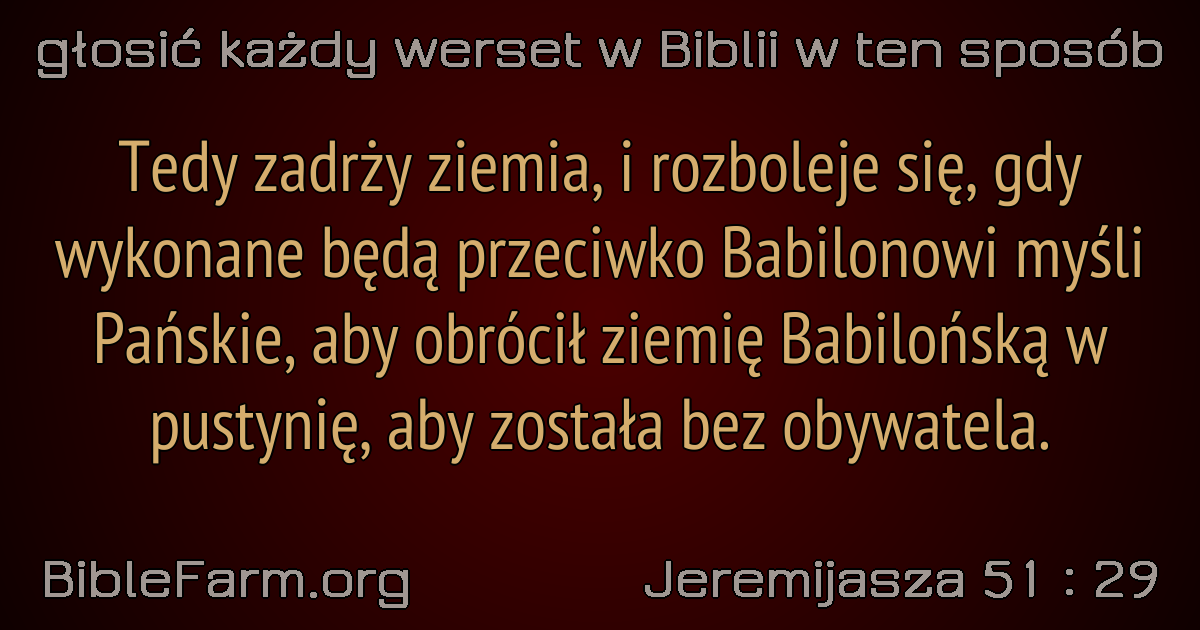 głosić każdy werset w Biblii w ten sposób
Tedy zadrży ziemia, i rozboleje się, gdy
wykonane będą przeciwko Babilonowi myśli
Pańskie, aby obrócił ziemię Babilońską w
pustynię, aby została bez obywatela.
BibleFarm.org
Jeremijasza 51 : 29